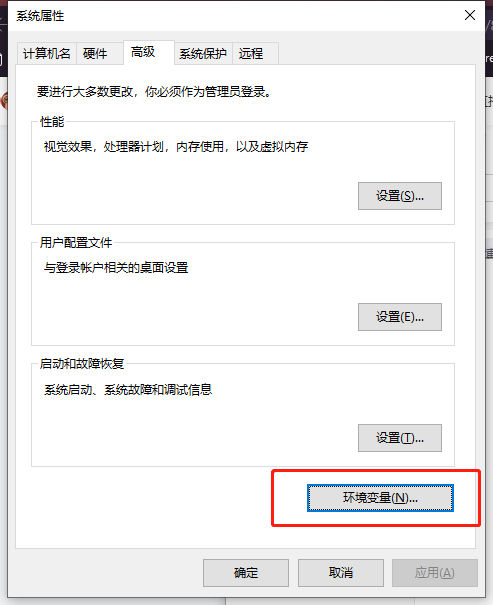 系统属性
计算机名 硬件 高级 系统保护 远程
要进行大多数更改，你必须作为管理员登录。
性能
视觉效果，处理器计划，内存使用，以及虚拟内存
设置(S)...
用户配置文件
与登录帐户相关的桌面设置
设置(E)...
启动和故障恢复
系统启动、系统故障和调试信息
设置(T)...
环境变量(N)...
确定 取消 应用(A)